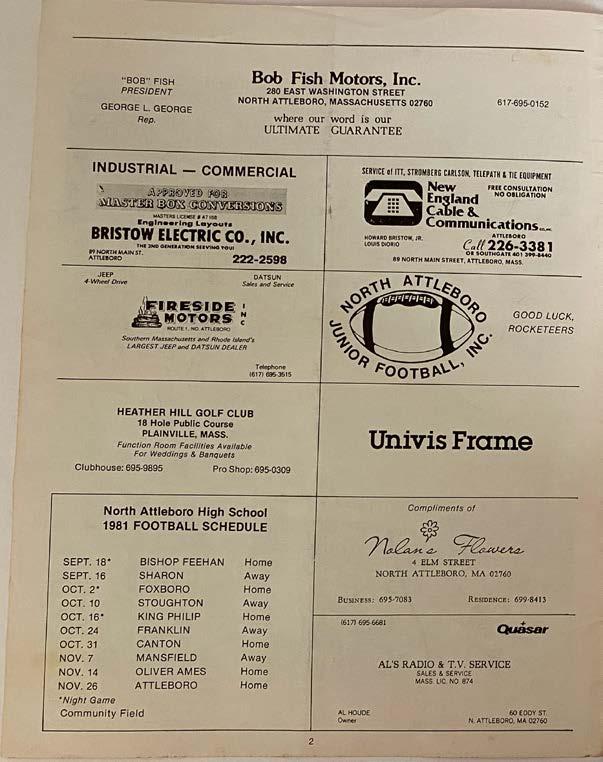 "BOB" FISH
PRESIDENT
GEORGE L. GEORGE
Rep.
Bob Fish Motors, Inc.
280 EAST WASHINGTON STREET
NORTH ATTLEBORO, MASSACHUSETTS 02760
where our word is our
ULTIMATE GUARANTEE
617-695-0152
INDUSTRIAL — COMMERCIAL
APPROVED FOR
MASTER BOX CONVERSIONS
MASTERS LICENSE # A7188
Engineering Layouts
BRISTOW ELECTRIC CO., INC.
THE 2ND GENERATION SERVING YOU!
89 NORTH MAIN ST.
ATTLEBORO
222-2598
SERVICE of ITT, STROMBERG CARLSON, TELEPATH & TIE EQUIPMENT
New
England
Cable &
Communications
FREE CONSULTATION
NO OBLIGATION
HOWARD BRISTOW, JR.
LOUIS DIORIO
ATTLEBORO
Call 226-3381
OR SOUTHGATE 401 399-8440
89 NORTH MAIN STREET, ATTLEBORO, MASS.
JEEP
4-Wheel Drive
DATSUN
Sales and Service
FIRESIDE
MOTORS
INC
ROUTE 1, NO. ATTLEBORO
Southern Massachusetts and Rhode Island's
LARGEST JEEP and DATSUN DEALER
Telephone
(617) 695-3515
NORTH ATTLEBORO
JUNIOR FOOTBALL, INC.
GOOD LUCK,
ROCKETEERS
HEATHER HILL GOLF CLUB
18 Hole Public Course
PLAINVILLE, MASS.
Function Room Facilities Available
For Weddings & Banquets
Clubhouse: 695-9895
Pro Shop: 695-0309
Univis Frame
North Attleboro High School
1981 FOOTBALL SCHEDULE
SEPT. 18* BISHOP FEEHAN Home
SEPT. 16 SHARON Away
OCT. 2* FOXBORO Home
OCT. 10 STOUGHTON Away
OCT. 16* KING PHILIP Home
OCT. 24 FRANKLIN Away
OCT. 31 CANTON Home
NOV. 7 MANSFIELD Away
NOV. 14 OLIVER AMES Home
NOV. 26 ATTLEBORO Home
*Night Game
Community Field
Compliments of
Nolan's Flowers
4 ELM STREET
NORTH ATTLEBORO, MA 02760
BUSINESS: 695-7083
RESIDENCE: 699-8413
(617) 695-6681
Quasar
AL'S RADIO & T.V. SERVICE
SALES & SERVICE
MASS. LIC. NO 874
AL HOUDE
Owner
60 EDDY ST.
N. ATTLEBORO, MA 02760
2